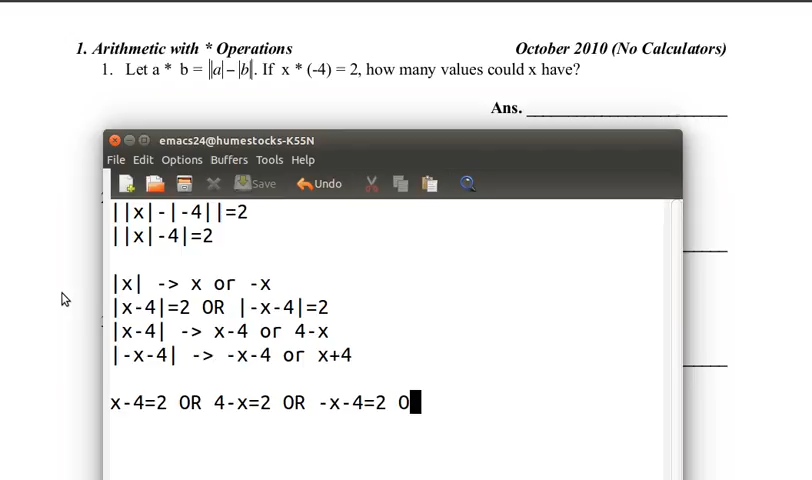 1. Arithmetic with * Operations October 2010 (No Calculators)
1. Let a * b = ||a| – |b||. If x * (-4) = 2, how many values could x have?
Ans.
emacs24@humestocks-K55N
File Edit Options Buffers Tools Help
Save Undo
||x|-|-4||=2
||x|-4|=2
|x| -> x or -x
|x-4|=2 OR |-x-4|=2
|x-4| -> x-4 or 4-x
|-x-4| -> -x-4 or x+4
x-4=2 OR 4-x=2 OR -x-4=2 O